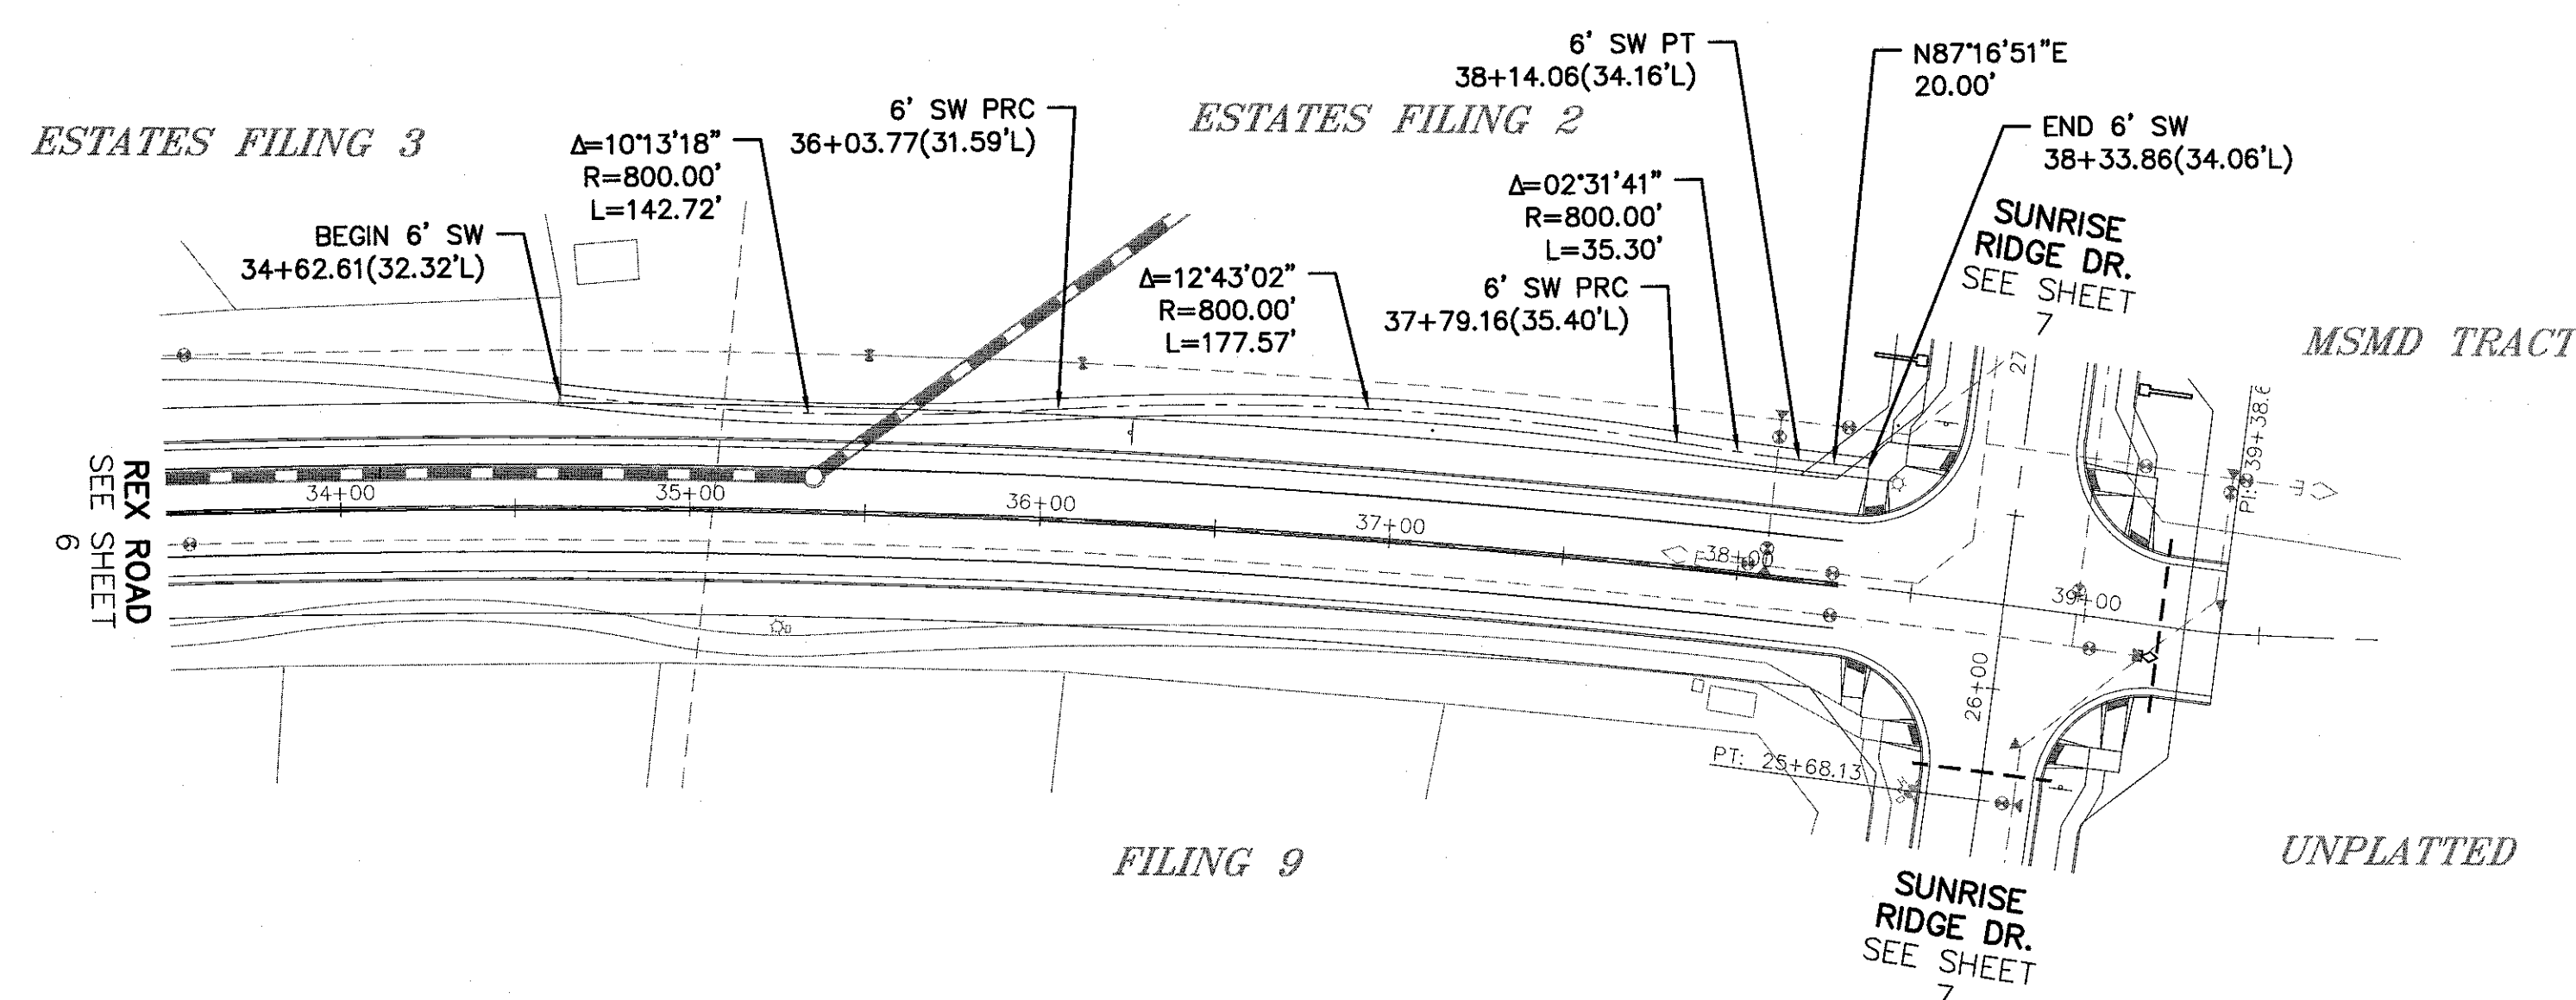 6' SW PT
38+14.06(34.16'L)
N87°16'51"E
20.00'
6' SW PRC
36+03.77(31.59'L)
ESTATES FILING 2
END 6' SW
38+33.86(34.06'L)
ESTATES FILING 3
Δ=10°13'18"
R=800.00'
L=142.72'
Δ=02°31'41"
R=800.00'
L=35.30'
SUNRISE
RIDGE DR.
SEE SHEET
7
BEGIN 6' SW
34+62.61(32.32'L)
Δ=12°43'02"
R=800.00'
L=177.57'
6' SW PRC
37+79.16(35.40'L)
MSMD TRACT
27
PI: 39+38.6
REX ROAD
SEE SHEET
6
34+00
35+00
36+00
37+00
38+00
39+00
26+00
PT: 25+68.13
FILING 9
UNPLATTED
SUNRISE
RIDGE DR.
SEE SHEET
7